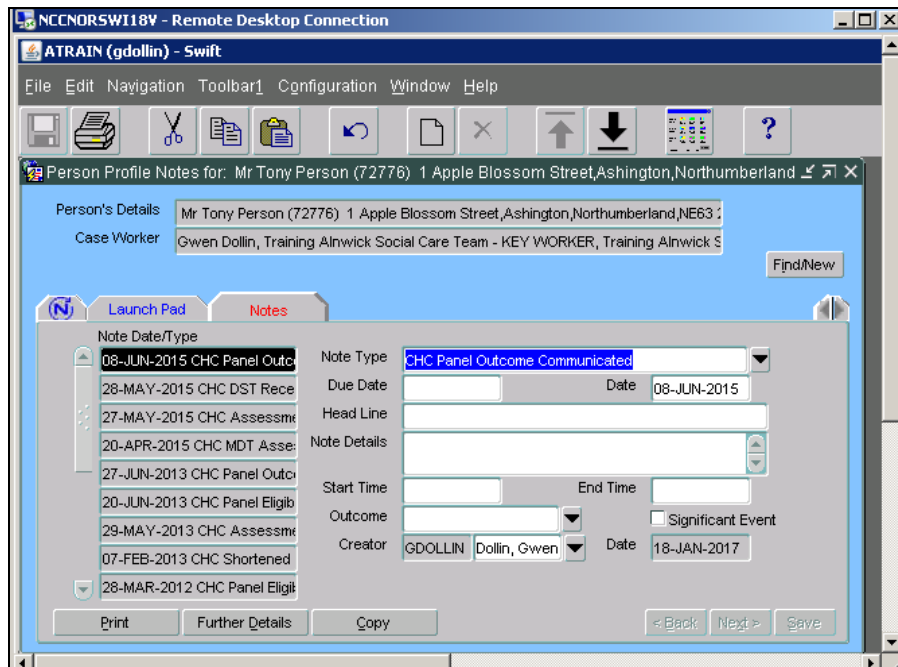 NCCNORSWI18V - Remote Desktop Connection
ATRAIN (gdollin) - Swift
File Edit Navigation Toolbar1 Configuration Window Help
?
Person Profile Notes for: Mr Tony Person (72776) 1 Apple Blossom Street,Ashington,Northumberland
Person's Details Mr Tony Person (72776) 1 Apple Blossom Street,Ashington,Northumberland,NE63
Case Worker Gwen Dollin, Training Alnwick Social Care Team - KEY WORKER, Training Alnwick S
Find/New
N Launch Pad Notes
Note Date/Type
08-JUN-2015 CHC Panel Outc
28-MAY-2015 CHC DST Rece
27-MAY-2015 CHC Assessme
20-APR-2015 CHC MDT Asse
27-JUN-2013 CHC Panel Outc
20-JUN-2013 CHC Panel Eligib
29-MAY-2013 CHC Assessme
07-FEB-2013 CHC Shortened
28-MAR-2012 CHC Panel Eligib
Note Type CHC Panel Outcome Communicated
Due Date Date 08-JUN-2015
Head Line
Note Details
Start Time End Time
Outcome Significant Event
Creator GDOLLIN Dollin, Gwen Date 18-JAN-2017
Print Further Details Copy < Back Next > Save